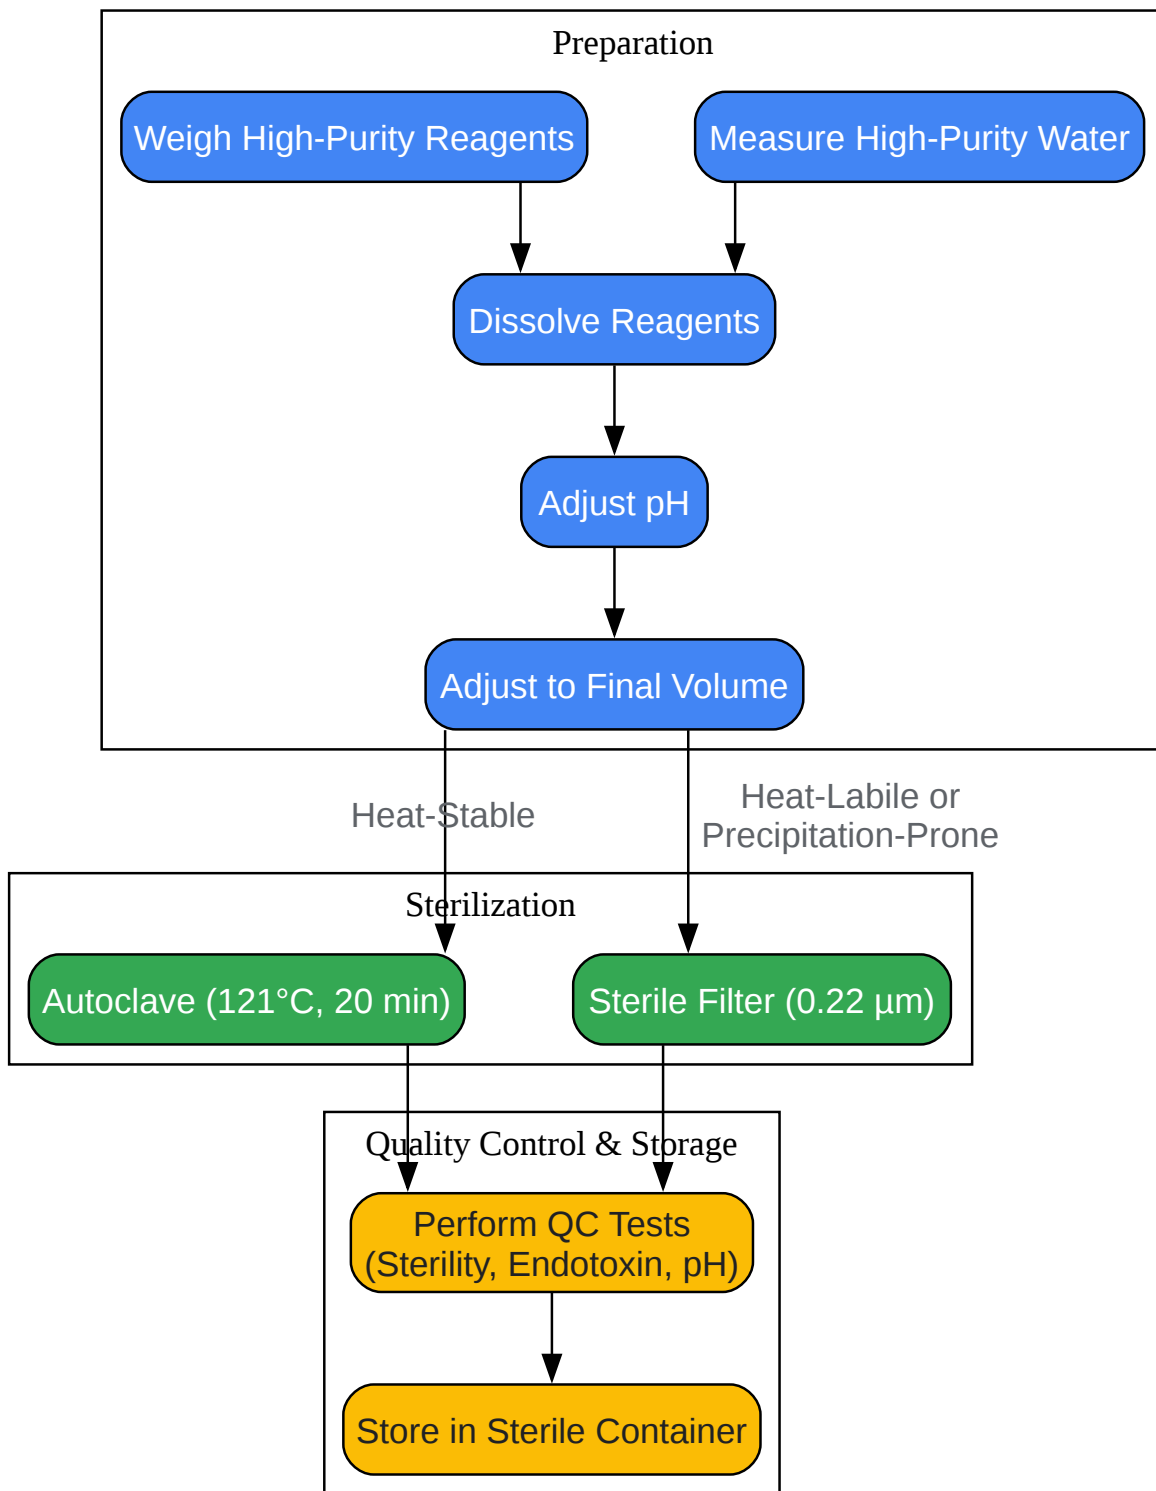 Preparation
Weigh High-Purity Reagents
Measure High-Purity Water
Dissolve Reagents
Adjust pH
Adjust to Final Volume
Heat-Stable
Heat-Labile or
Precipitation-Prone
Sterilization
Autoclave (121°C, 20 min)
Sterile Filter (0.22 µm)
Quality Control & Storage
Perform QC Tests
(Sterility, Endotoxin, pH)
Store in Sterile Container